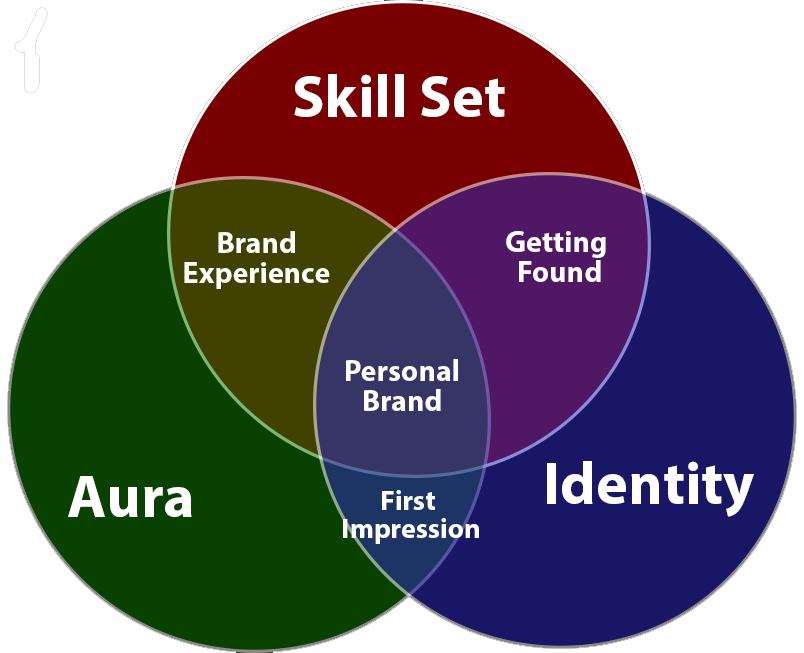 Skill Set
Brand
Experience
Getting
Found
Personal
Brand
Aura
Identity
First
Impression